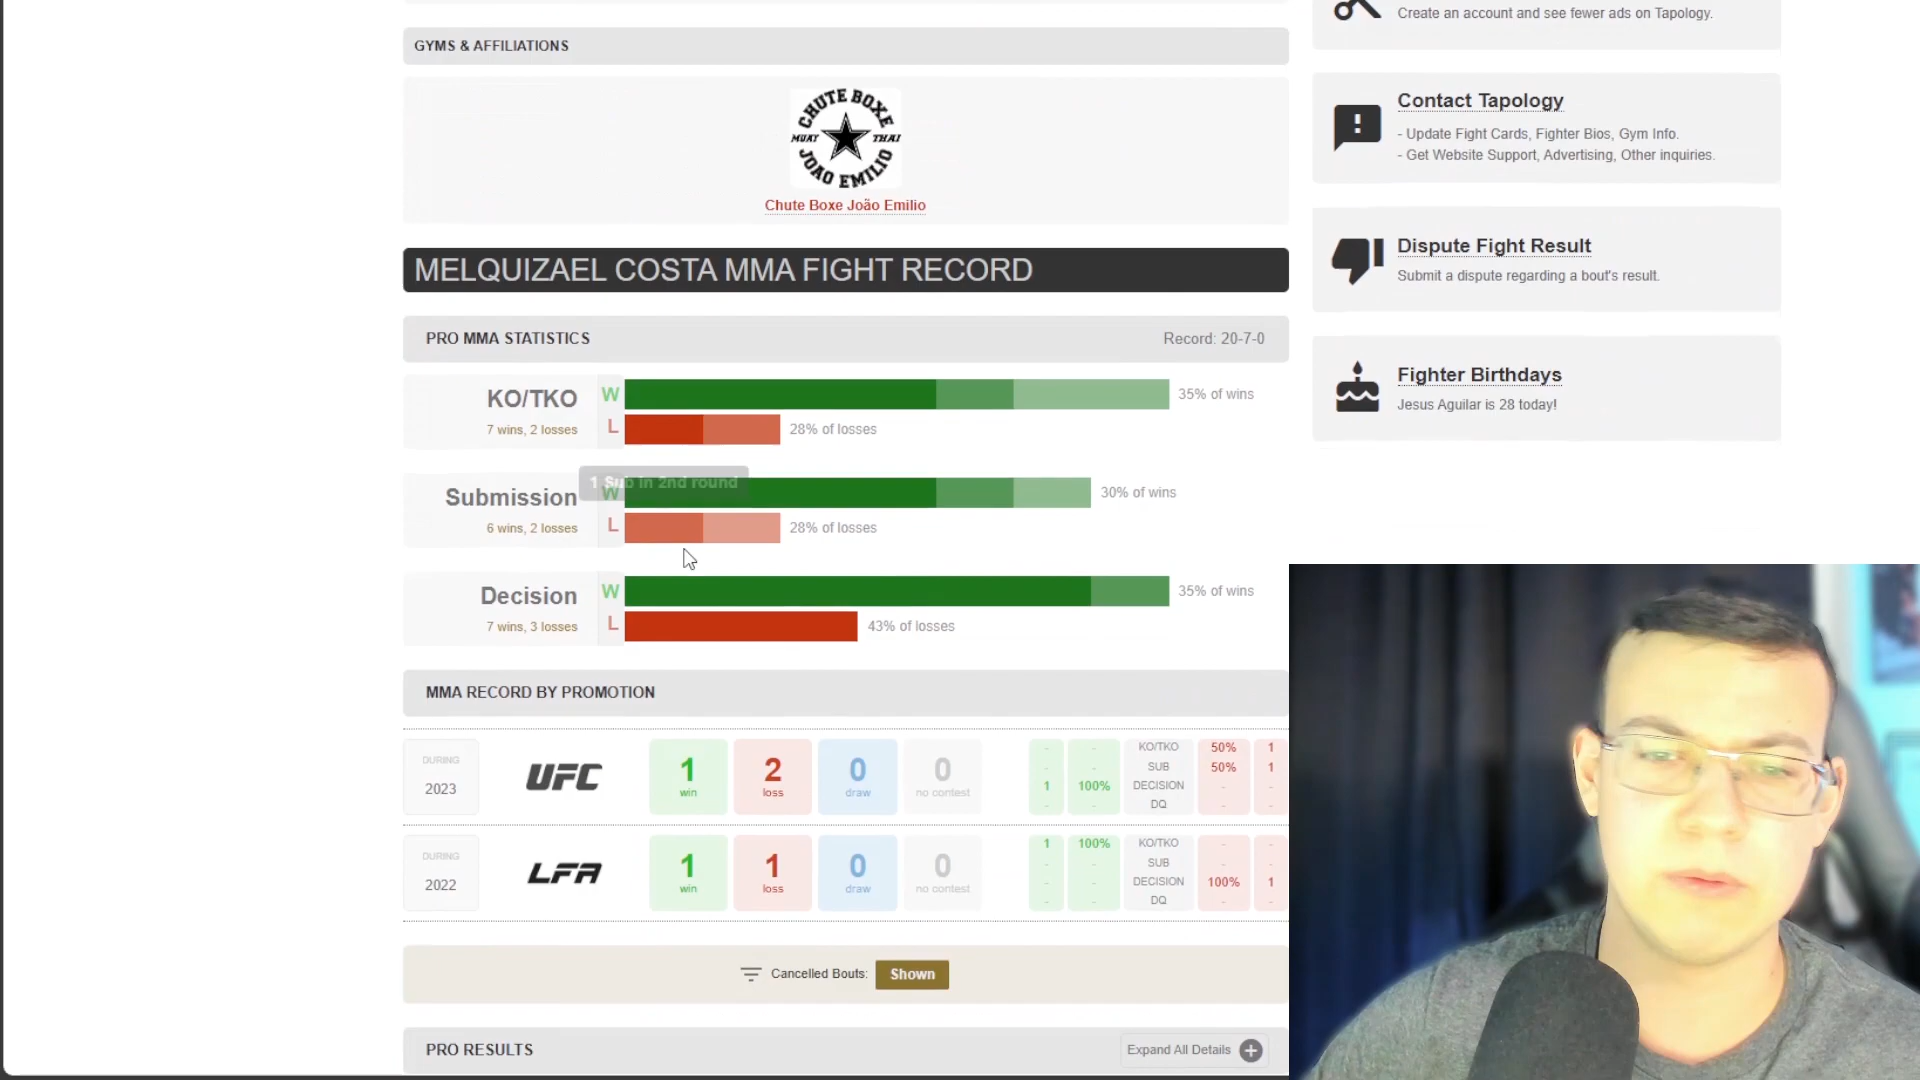 Create an account and see fewer ads on Tapology.
GYMS & AFFILIATIONS
CHUTE BOXE
MUAY THAI
JOAO EMILIO
Chute Boxe João Emilio
Contact Tapology
- Update Fight Cards, Fighter Bios, Gym Info.
- Get Website Support, Advertising, Other inquiries.
Dispute Fight Result
Submit a dispute regarding a bout's result.
Fighter Birthdays
Jesus Aguilar is 28 today!
MELQUIZAEL COSTA MMA FIGHT RECORD
PRO MMA STATISTICS Record: 20-7-0
KO/TKO W 35% of wins
7 wins, 2 losses L 28% of losses
1 Sub in 2nd round
Submission W 30% of wins
6 wins, 2 losses L 28% of losses
Decision W 35% of wins
7 wins, 3 losses L 43% of losses
MMA RECORD BY PROMOTION
DURING 2023 UFC 1 win 2 loss 0 draw 0 no contest
- - KO/TKO 50% 1
- - SUB 50% 1
1 100% DECISION - -
- - DQ - -
DURING 2022 LFA 1 win 1 loss 0 draw 0 no contest
1 100% KO/TKO - -
- - SUB - -
- - DECISION 100% 1
- - DQ - -
Cancelled Bouts: Shown
PRO RESULTS Expand All Details